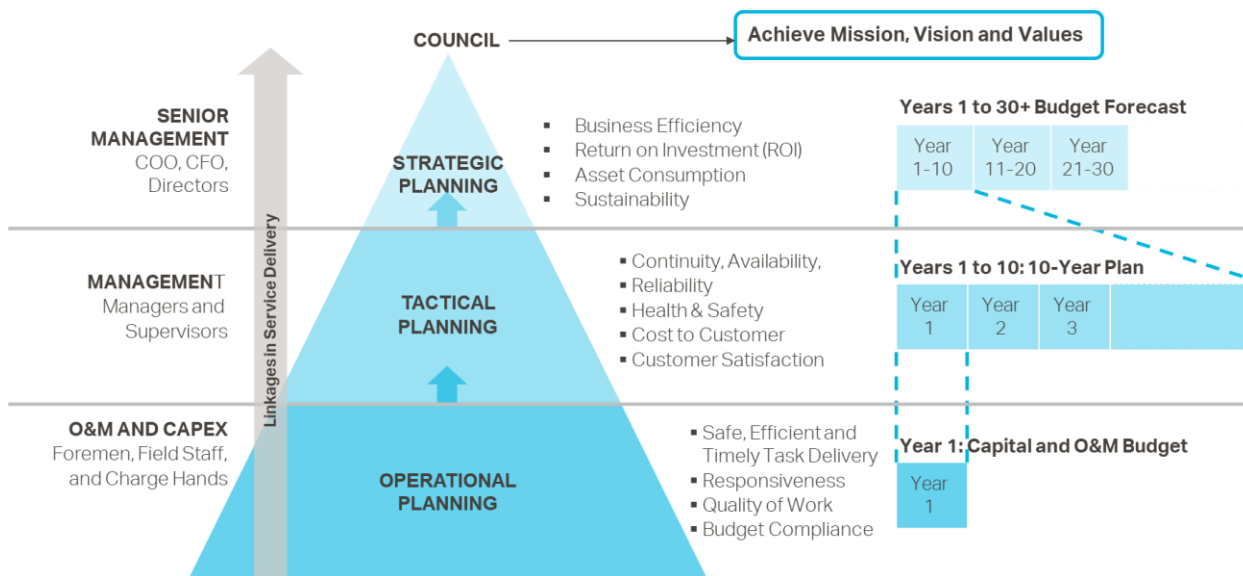 COUNCIL
Achieve Mission, Vision and Values
Linkages in Service Delivery
SENIOR
MANAGEMENT
COO, CFO,
Directors
STRATEGIC
PLANNING
▪ Business Efficiency
▪ Return on Investment (ROI)
▪ Asset Consumption
▪ Sustainability
Years 1 to 30+ Budget Forecast
Year
1-10
Year
11-20
Year
21-30
MANAGEMENT
Managers and
Supervisors
TACTICAL
PLANNING
▪ Continuity, Availability,
▪ Reliability
▪ Health & Safety
▪ Cost to Customer
▪ Customer Satisfaction
Years 1 to 10: 10-Year Plan
Year
1
Year
2
Year
3
O&M AND CAPEX
Foremen, Field Staff,
and Charge Hands
OPERATIONAL
PLANNING
▪ Safe, Efficient and
Timely Task Delivery
▪ Responsiveness
▪ Quality of Work
▪ Budget Compliance
Year 1: Capital and O&M Budget
Year
1